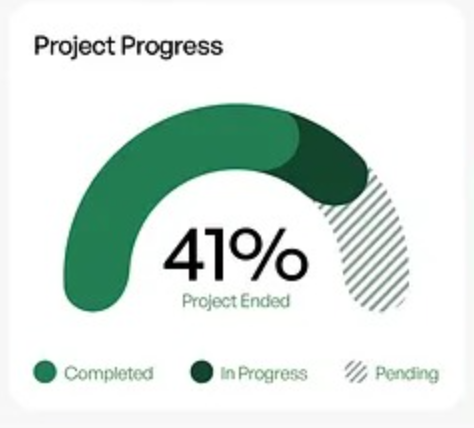 Project Progress
41%
Project Ended
Completed
In Progress
Pending